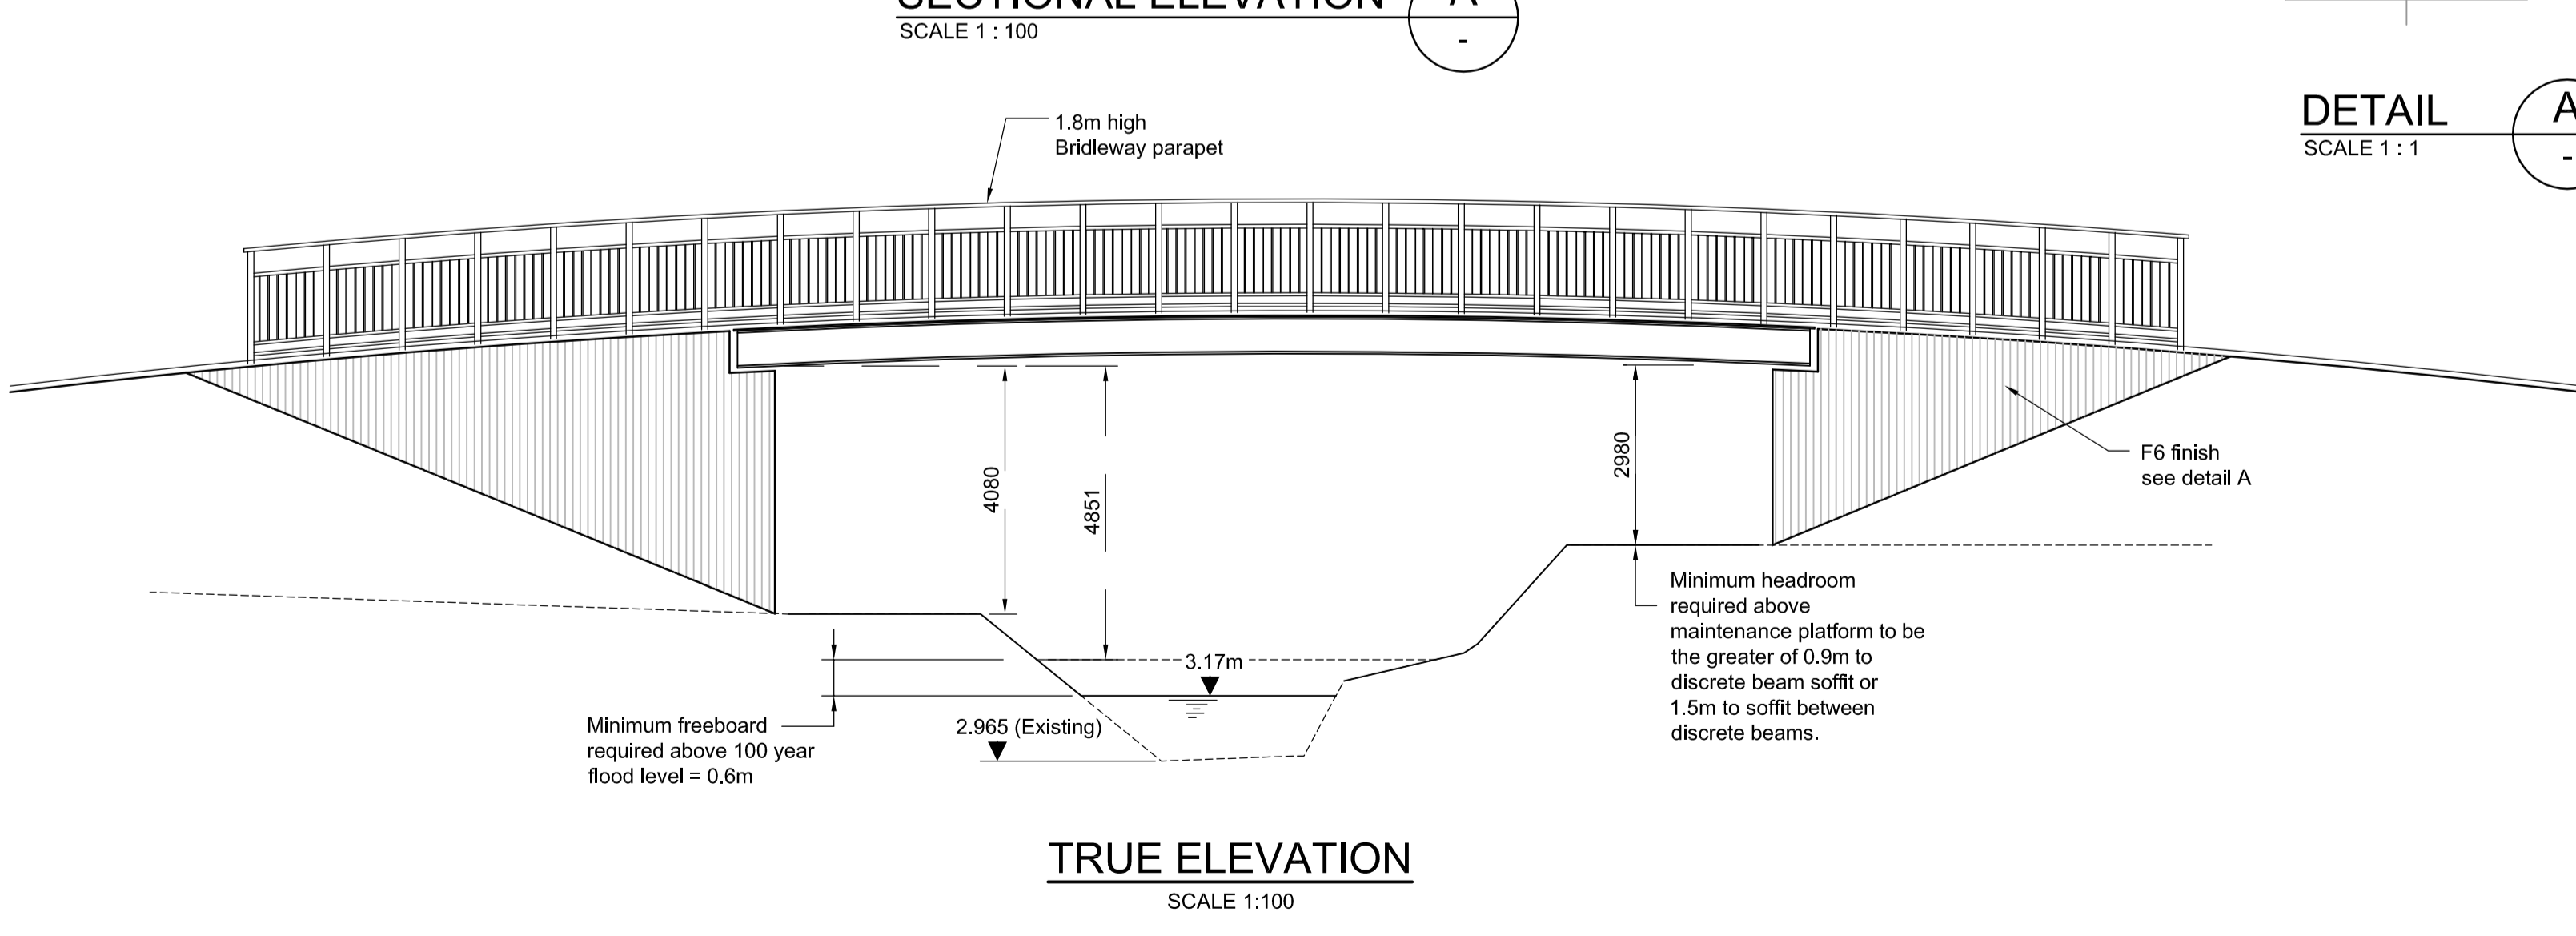 SECTIONAL ELEVATION
A
SCALE 1 : 100
-
DETAIL
A
SCALE 1 : 1
-
1.8m high
Bridleway parapet
4080
4851
2980
F6 finish
see detail A
3.17m
2.965 (Existing)
Minimum freeboard
required above 100 year
flood level = 0.6m
Minimum headroom
required above
maintenance platform to be
the greater of 0.9m to
discrete beam soffit or
1.5m to soffit between
discrete beams.
TRUE ELEVATION
SCALE 1:100